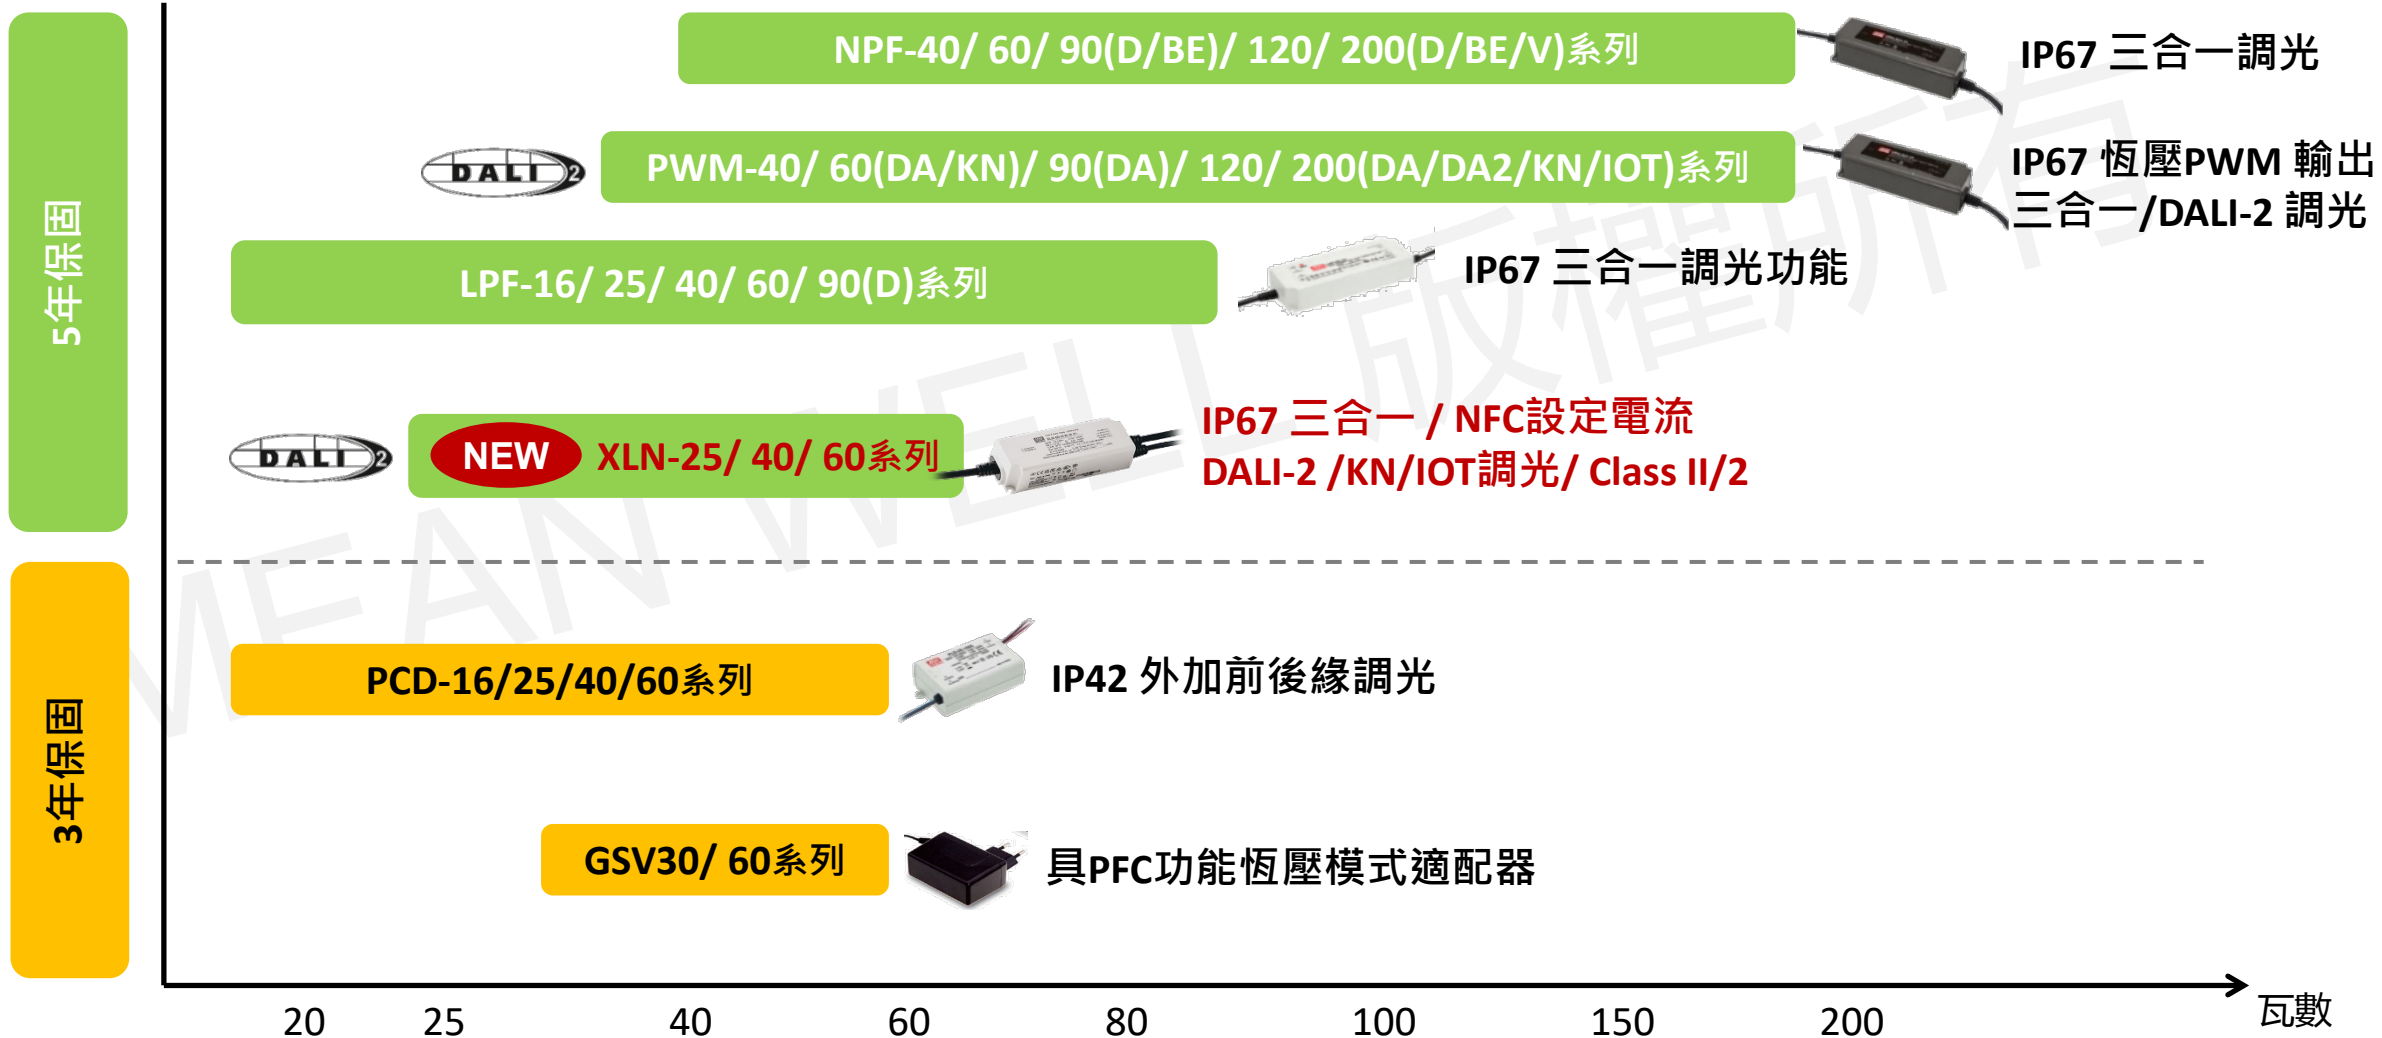 5年保固
NPF-40/ 60/ 90(D/BE)/ 120/ 200(D/BE/V)系列
IP67 三合一調光
DALI 2
PWM-40/ 60(DA/KN)/ 90(DA)/ 120/ 200(DA/DA2/KN/IOT)系列
IP67 恆壓PWM 輸出
三合一/DALI-2 調光
LPF-16/ 25/ 40/ 60/ 90(D)系列
IP67 三合一調光功能
DALI 2
NEW XLN-25/ 40/ 60系列
IP67 三合一 / NFC設定電流
DALI-2 /KN/IOT調光/ Class II/2
3年保固
PCD-16/25/40/60系列
IP42 外加前後緣調光
GSV30/ 60系列
具PFC功能恆壓模式適配器
20 25 40 60 80 100 150 200 瓦數
MEAN WELL 版權所有